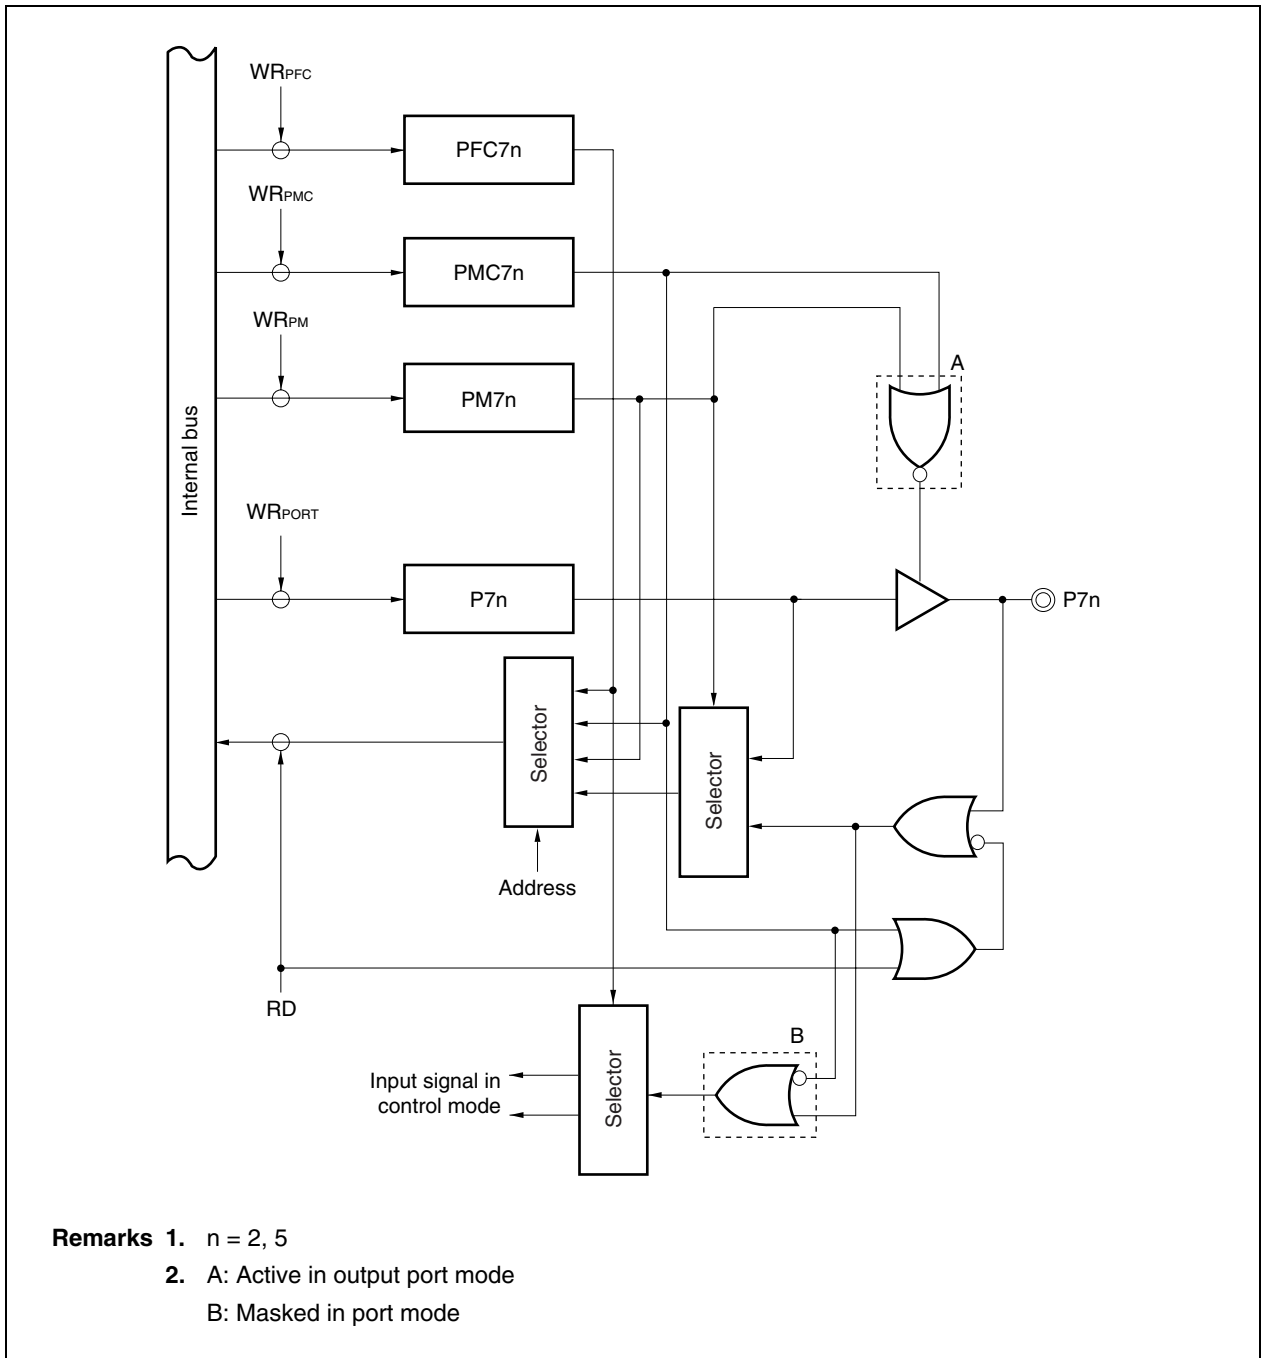 WRPFC
PFC7n
WRPMC
PMC7n
WRPM
PM7n
A
Internal bus
WRPORT
P7n
P7n
Selector
Selector
Address
RD
B
Input signal in
control mode
Selector
Remarks 1. n = 2, 5
2. A: Active in output port mode
B: Masked in port mode